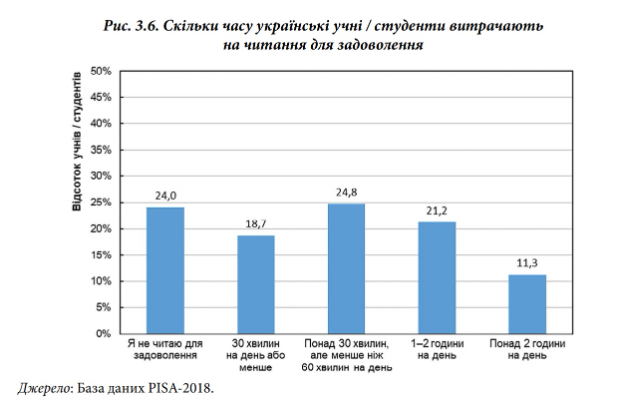 Рис. 3.6. Скільки часу українські учні / студенти витрачають
на читання для задоволення
Відсоток учнів / студентів
50%
45%
40%
35%
30%
25%
20%
15%
10%
5%
0%
24,0
18,7
24,8
21,2
11,3
Я не читаю для
задоволення
30 хвилин
на день або
менше
Понад 30 хвилин,
але менше ніж
60 хвилин на день
1–2 години
на день
Понад 2 години
на день
Джерело: База даних PISA-2018.